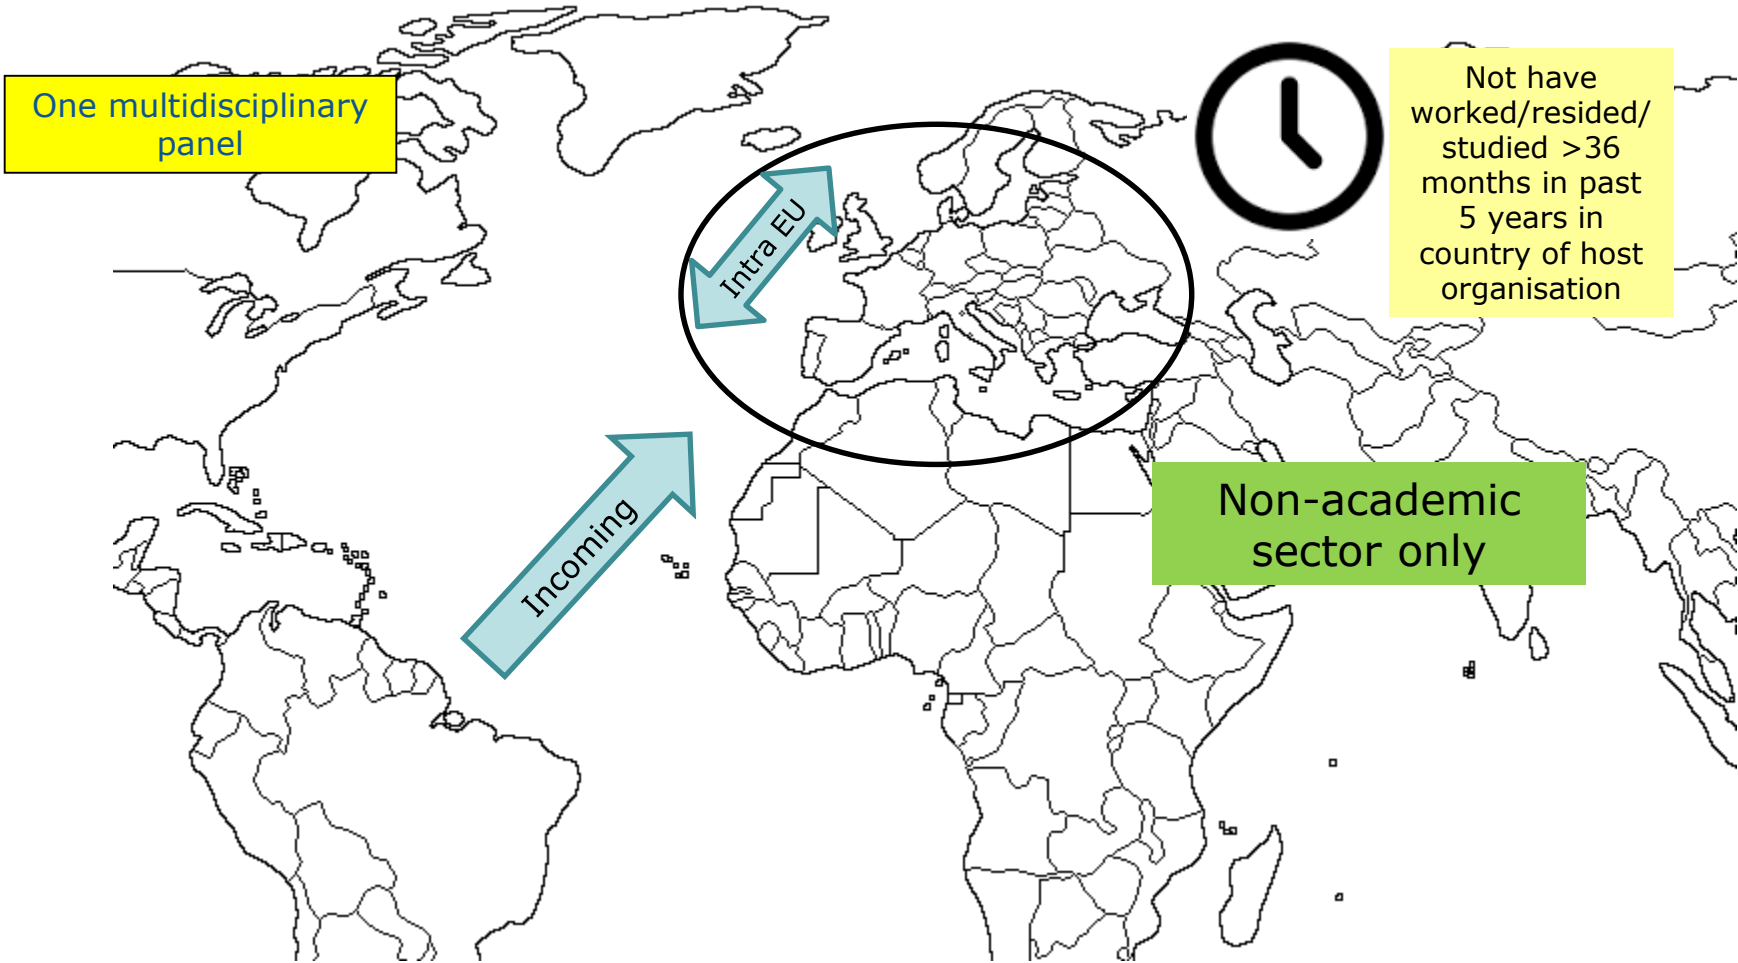 One multidisciplinary
panel
Not have
worked/resided/
studied >36
months in past
5 years in
country of host
organisation
Intra EU
Incoming
Non-academic
sector only